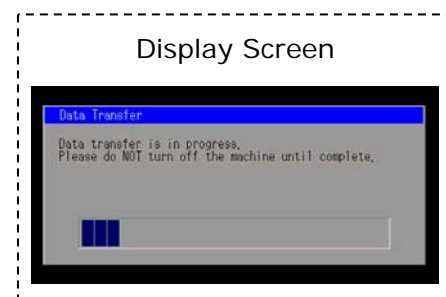 Display Screen
Data Transfer
Data transfer is in progress,
Please do NOT turn off the machine until complete,